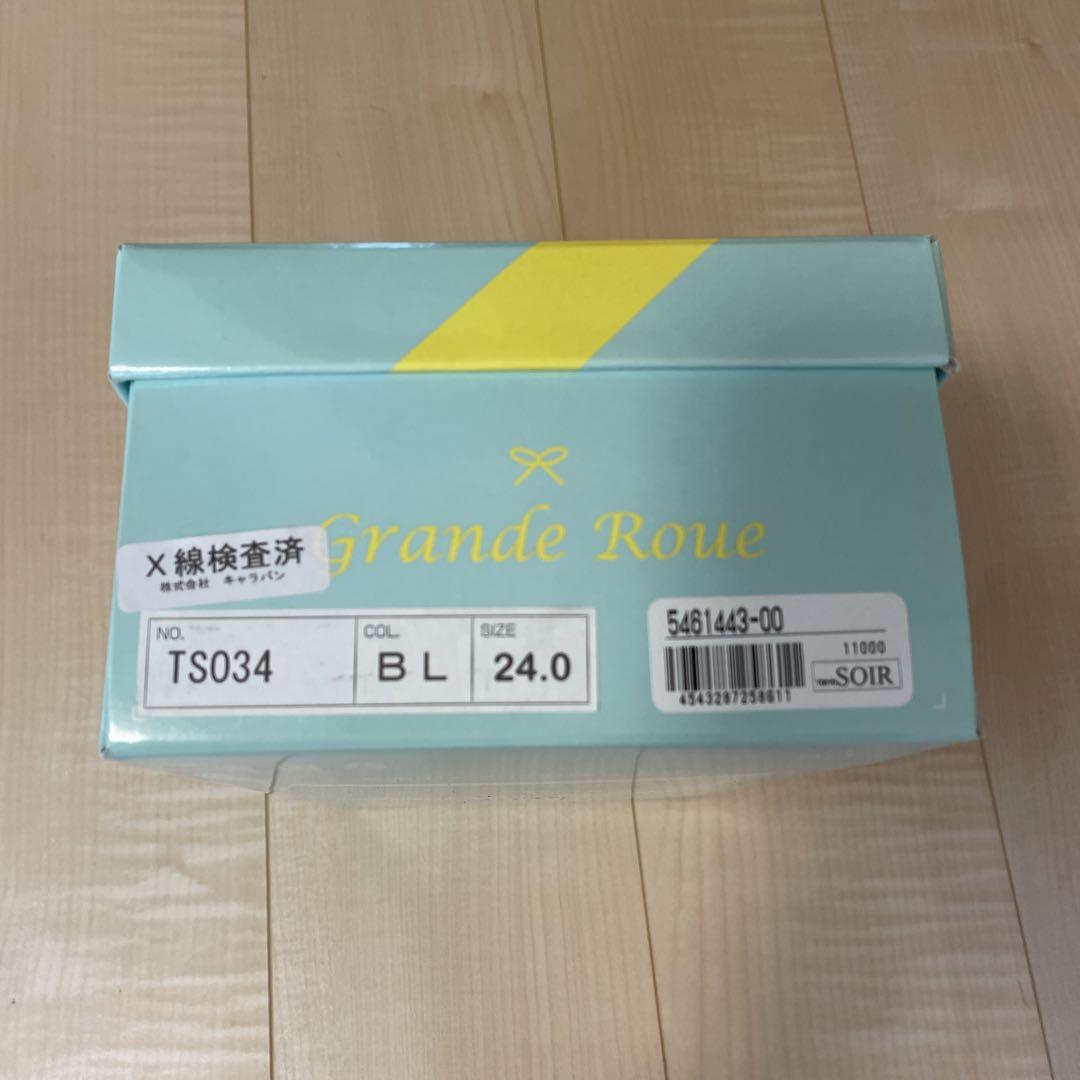 Grande Roue
X線検査済
株式会社 キャラバン
NO.
TS034
COL.
BL
SIZE
24.0
5461443-00
11000
4543287258611
TOKYO SOIR